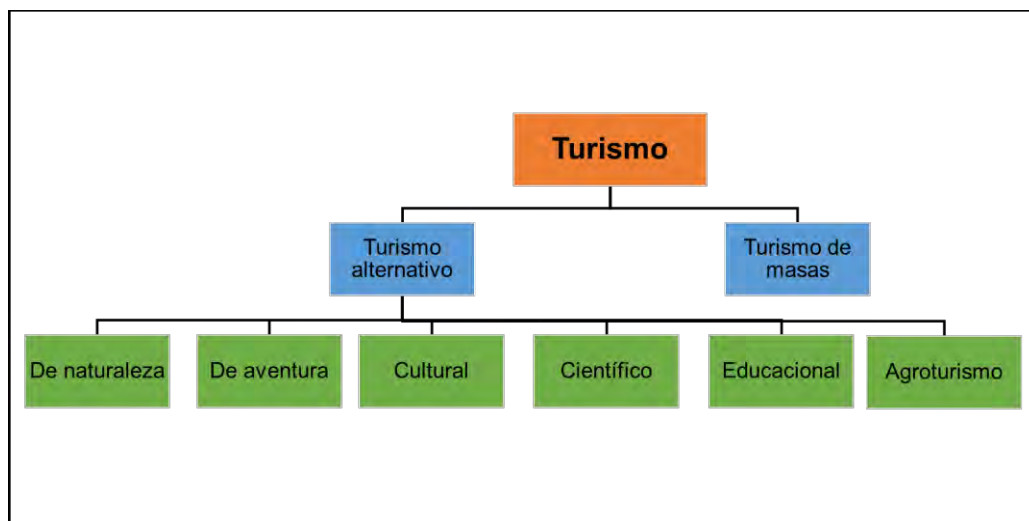 Turismo
Turismo
alternativo
Turismo de
masas
De naturaleza
De aventura
Cultural
Científico
Educacional
Agroturismo